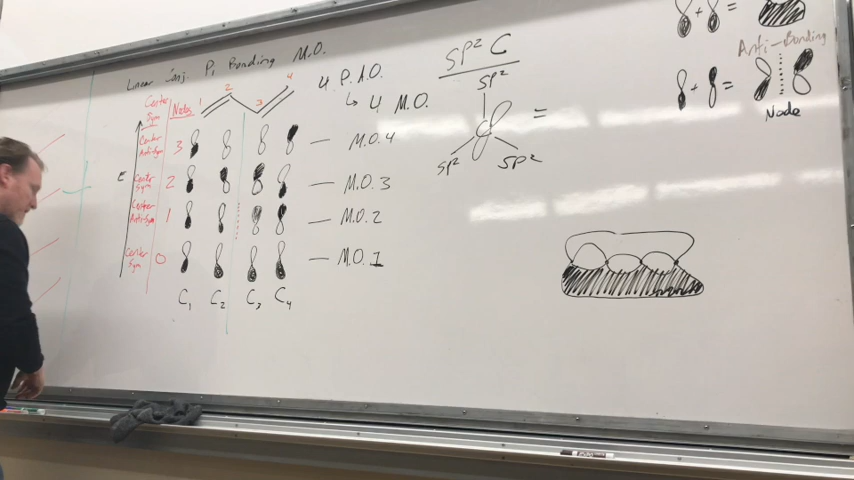 Linear Pi Bonding M.O.
Center Sym
Nodes
1 2 3 4
4 P.A.O.
↳ 4 M.O.
E
Center Anti-Sym 3 — M.O.4
Center Sym 2 — M.O.3
Center Anti-Sym 1 — M.O.2
Center Sym 0 — M.O.1
C1 C2 C3 C4
SP² C
SP²
C =
SP² SP²
+ =
Anti-Bonding
+ =
Node